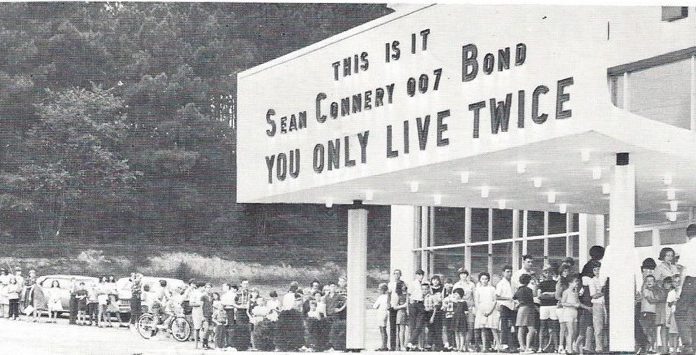 THIS IS IT
SEAN CONNERY 007 BOND
YOU ONLY LIVE TWICE